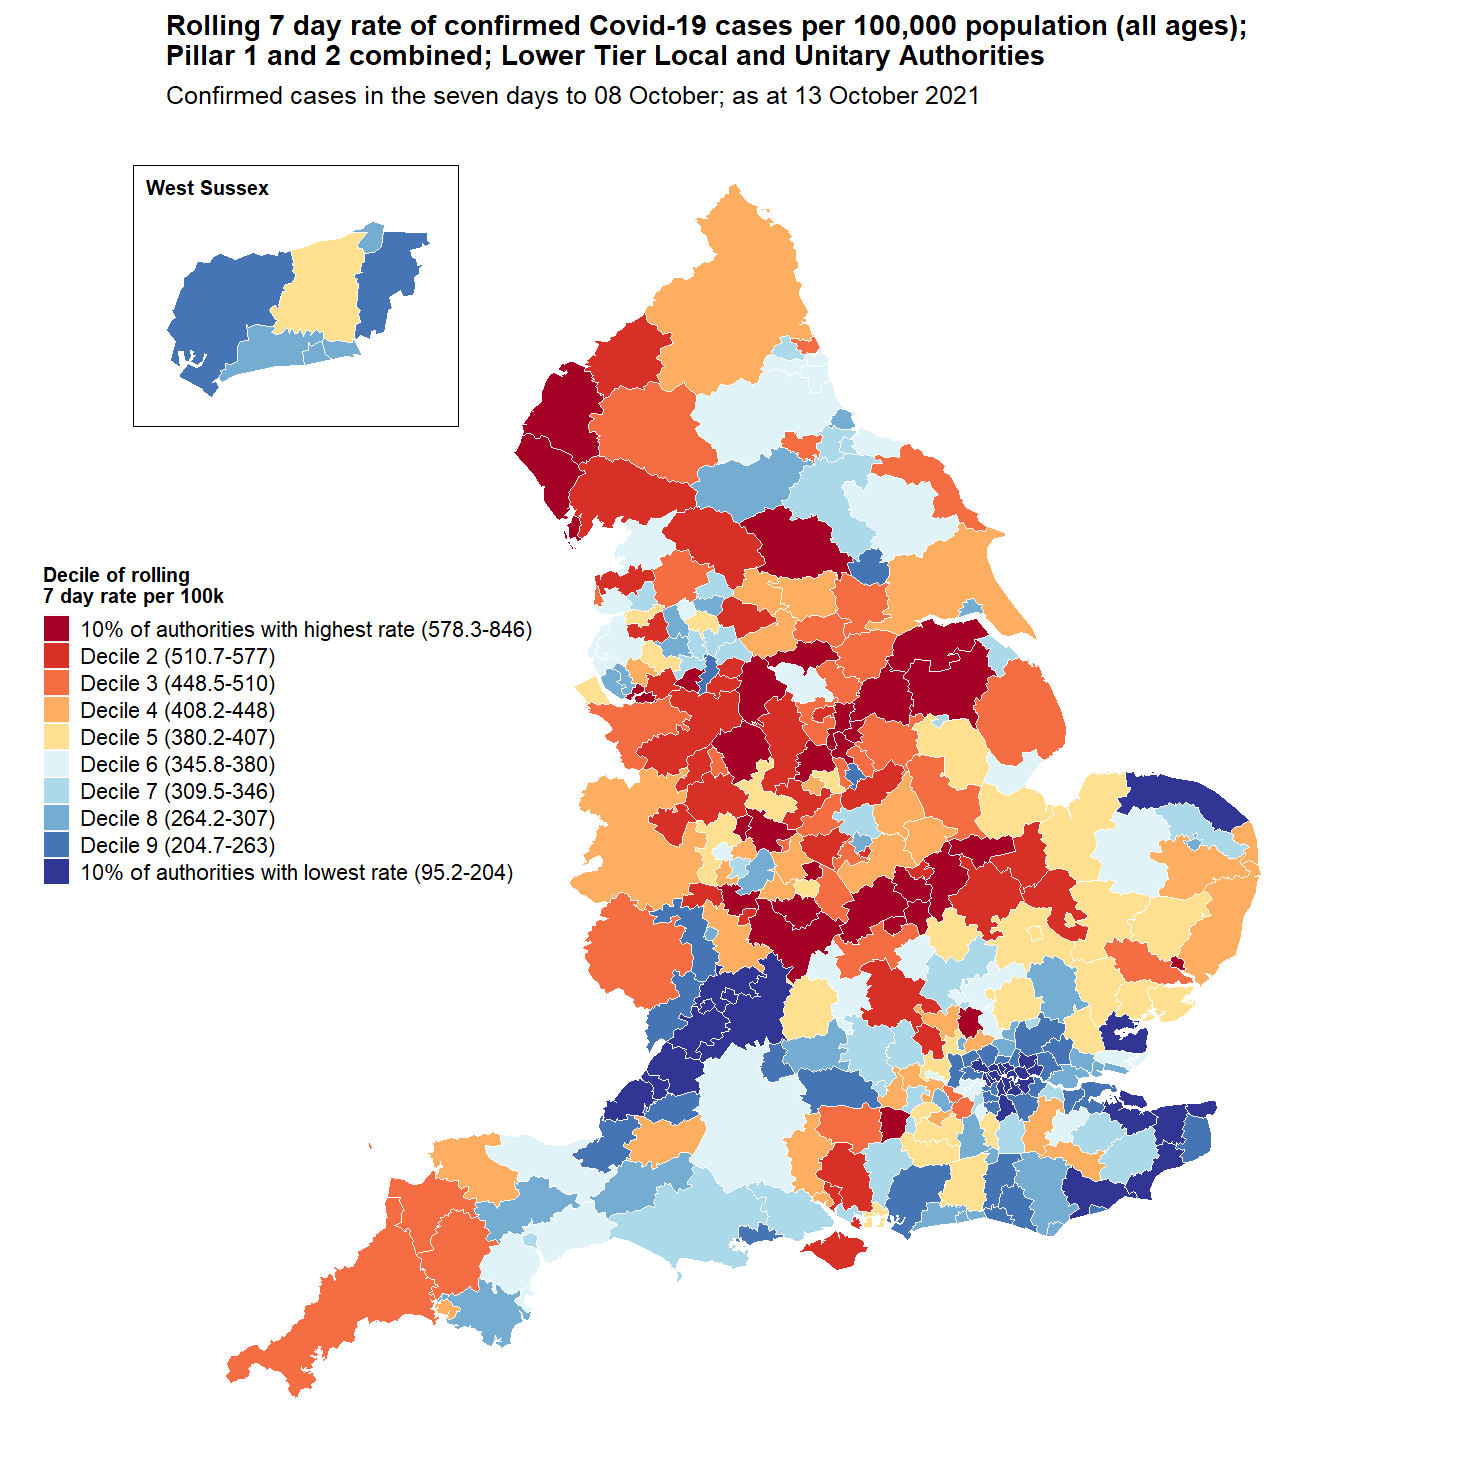 Rolling 7 day rate of confirmed Covid-19 cases per 100,000 population (all ages);
Pillar 1 and 2 combined; Lower Tier Local and Unitary Authorities
Confirmed cases in the seven days to 08 October; as at 13 October 2021
West Sussex
Decile of rolling
7 day rate per 100k
10% of authorities with highest rate (578.3-846)
Decile 2 (510.7-577)
Decile 3 (448.5-510)
Decile 4 (408.2-448)
Decile 5 (380.2-407)
Decile 6 (345.8-380)
Decile 7 (309.5-346)
Decile 8 (264.2-307)
Decile 9 (204.7-263)
10% of authorities with lowest rate (95.2-204)